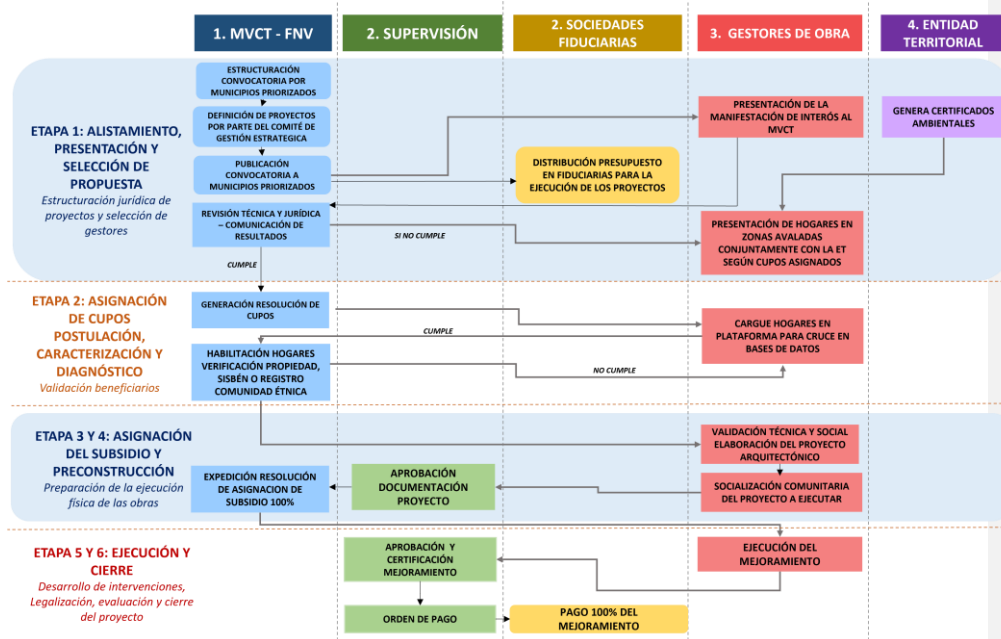 1. MVCT - FNV
2. SUPERVISIÓN
2. SOCIEDADES
FIDUCIARIAS
3. GESTORES DE OBRA
4. ENTIDAD
TERRITORIAL
ETAPA 1: ALISTAMIENTO,
PRESENTACIÓN Y
SELECCIÓN DE
PROPUESTA
Estructuración jurídica de
proyectos y selección de
gestores
ESTRUCTURACIÓN
CONVOCATORIA POR
MUNICIPIOS PRIORIZADOS
DEFINICIÓN DE PROYECTOS
POR PARTE DEL COMITÉ DE
GESTIÓN ESTRATEGICA
PUBLICACIÓN
CONVOCATORIA A
MUNICIPIOS PRIORIZADOS
REVISIÓN TÉCNICA Y JURÍDICA
– COMUNICACIÓN DE
RESULTADOS
DISTRIBUCIÓN PRESUPUESTO
EN FIDUCIARIAS PARA LA
EJECUCIÓN DE LOS PROYECTOS
PRESENTACIÓN DE LA
MANIFESTACIÓN DE INTERÓS AL
MVCT
GENERA CERTIFICADOS
AMBIENTALES
SI NO CUMPLE
PRESENTACIÓN DE HOGARES EN
ZONAS AVALADAS
CONJUNTAMENTE CON LA ET
SEGÚN CUPOS ASIGNADOS
CUMPLE
ETAPA 2: ASIGNACIÓN
DE CUPOS
POSTULACIÓN,
CARACTERIZACIÓN Y
DIAGNÓSTICO
Validación beneficiarios
GENERACIÓN RESOLUCIÓN DE
CUPOS
CUMPLE
CARGUE HOGARES EN
PLATAFORMA PARA CRUCE EN
BASES DE DATOS
HABILITACIÓN HOGARES
VERIFICACIÓN PROPIEDAD,
SISBÉN O REGISTRO
COMUNIDAD ÉTNICA
NO CUMPLE
ETAPA 3 Y 4: ASIGNACIÓN
DEL SUBSIDIO Y
PRECONSTRUCCIÓN
Preparación de la ejecución
física de las obras
EXPEDICIÓN RESOLUCIÓN
DE ASIGNACION DE
SUBSIDIO 100%
APROBACIÓN
DOCUMENTACIÓN
PROYECTO
VALIDACIÓN TÉCNICA Y SOCIAL
ELABORACIÓN DEL PROYECTO
ARQUITECTÓNICO
SOCIALIZACIÓN COMUNITARIA
DEL PROYECTO A EJECUTAR
ETAPA 5 Y 6: EJECUCIÓN Y
CIERRE
Desarrollo de intervenciones,
Legalización, evaluación y cierre
del proyecto
APROBACIÓN Y
CERTIFICACIÓN
MEJORAMIENTO
EJECUCIÓN DEL
MEJORAMIENTO
ORDEN DE PAGO
PAGO 100% DEL
MEJORAMIENTO